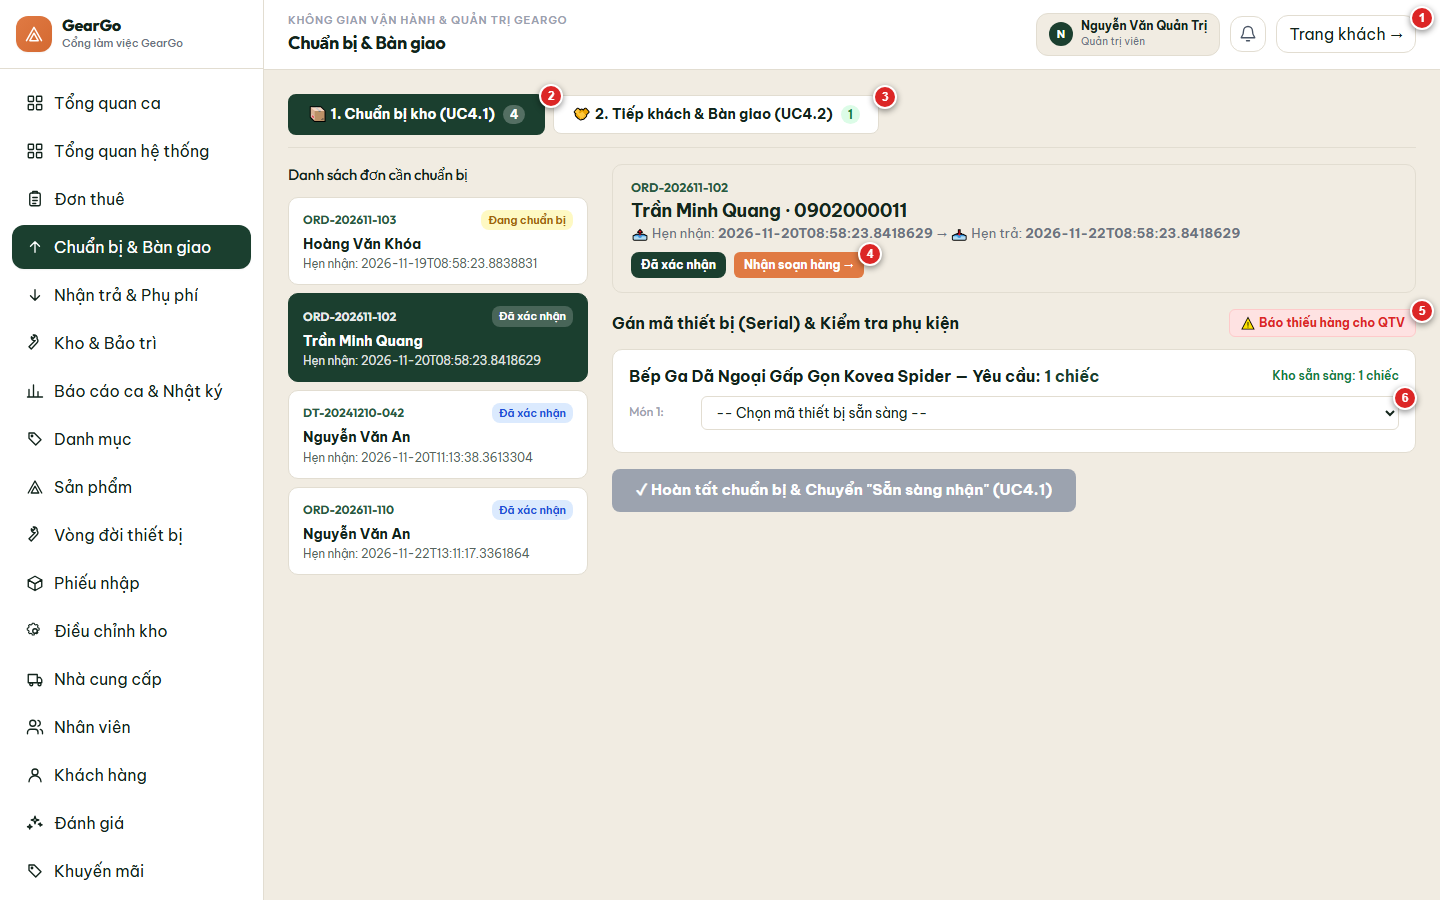 GearGo
Cổng làm việc GearGo
Tổng quan ca
Tổng quan hệ thống
Đơn thuê
Chuẩn bị & Bàn giao
Nhận trả & Phụ phí
Kho & Bảo trì
Báo cáo ca & Nhật ký
Danh mục
Sản phẩm
Vòng đời thiết bị
Phiếu nhập
Điều chỉnh kho
Nhà cung cấp
Nhân viên
Khách hàng
Đánh giá
Khuyến mãi
KHÔNG GIAN VẬN HÀNH & QUẢN TRỊ GEARGO
Chuẩn bị & Bàn giao
N
Nguyễn Văn Quản Trị
Quản trị viên
Trang khách →
1
1. Chuẩn bị kho (UC4.1) 4
2
2. Tiếp khách & Bàn giao (UC4.2) 1
3
Danh sách đơn cần chuẩn bị
ORD-202611-103 Đang chuẩn bị
Hoàng Văn Khóa
Hẹn nhận: 2026-11-19T08:58:23.8838831
ORD-202611-102 Đã xác nhận
Trần Minh Quang
Hẹn nhận: 2026-11-20T08:58:23.8418629
DT-20241210-042 Đã xác nhận
Nguyễn Văn An
Hẹn nhận: 2026-11-20T11:13:38.3613304
ORD-202611-110 Đã xác nhận
Nguyễn Văn An
Hẹn nhận: 2026-11-22T13:11:17.3361864
ORD-202611-102
Trần Minh Quang · 0902000011
Hẹn nhận: 2026-11-20T08:58:23.8418629 → Hẹn trả: 2026-11-22T08:58:23.8418629
Đã xác nhận Nhận soạn hàng →
4
Gán mã thiết bị (Serial) & Kiểm tra phụ kiện
Báo thiếu hàng cho QTV
5
Bếp Ga Dã Ngoại Gấp Gọn Kovea Spider — Yêu cầu: 1 chiếc
Kho sẵn sàng: 1 chiếc
Món 1:
-- Chọn mã thiết bị sẵn sàng --
6
✓ Hoàn tất chuẩn bị & Chuyển "Sẵn sàng nhận" (UC4.1)